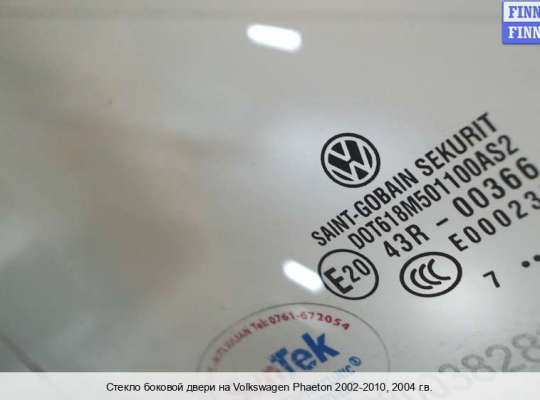 FINN
FINN
SAINT-GOBAIN SEKURIT
DOT618M501100AS2
43R - 00366
E20
E00023
CCC
7 ••
Tel: 0761-672054
Tek
Стекло боковой двери на Volkswagen Phaeton 2002-2010, 2004 г.в.